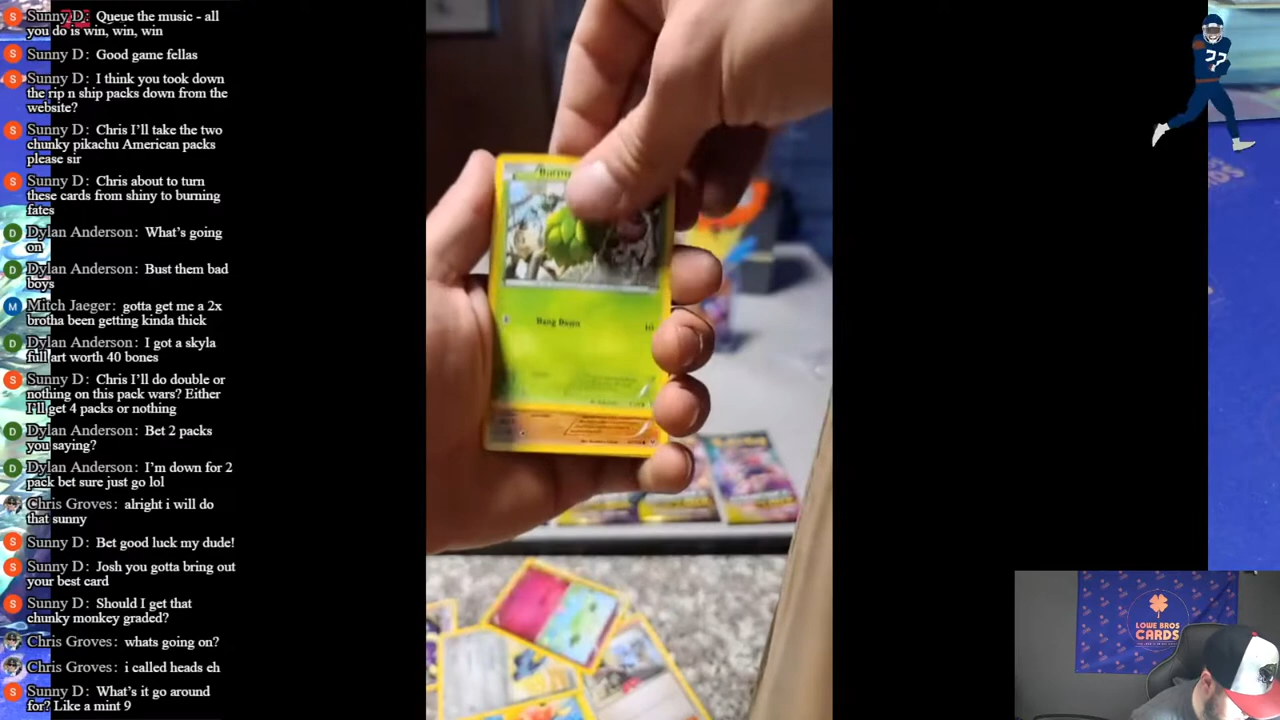 Sunny D: Queue the music - all
you do is win, win, win
Sunny D: Good game fellas
Sunny D: I think you took down
the rip n ship packs down from the
website?
Sunny D: Chris I'll take the two
chunky pikachu American packs
please sir
Sunny D: Chris about to turn
these cards from shiny to burning
fates
Dylan Anderson: What's going
on
Dylan Anderson: Bust them bad
boys
Mitch Jaeger: gotta get me a 2x
brotha been getting kinda thick
Dylan Anderson: I got a skyla
full art worth 40 bones
Sunny D: Chris I'll do double or
nothing on this pack wars? Either
I'll get 4 packs or nothing
Dylan Anderson: Bet 2 packs
you saying?
Dylan Anderson: I'm down for 2
pack bet sure just go lol
Chris Groves: alright i will do
that sunny
Sunny D: Bet good luck my dude!
Sunny D: Josh you gotta bring out
your best card
Sunny D: Should I get that
chunky monkey graded?
Chris Groves: whats going on?
Chris Groves: i called heads eh
Sunny D: What's it go around
for? Like a mint 9
Hang Down 10
22
LOWE BROS
CARDS